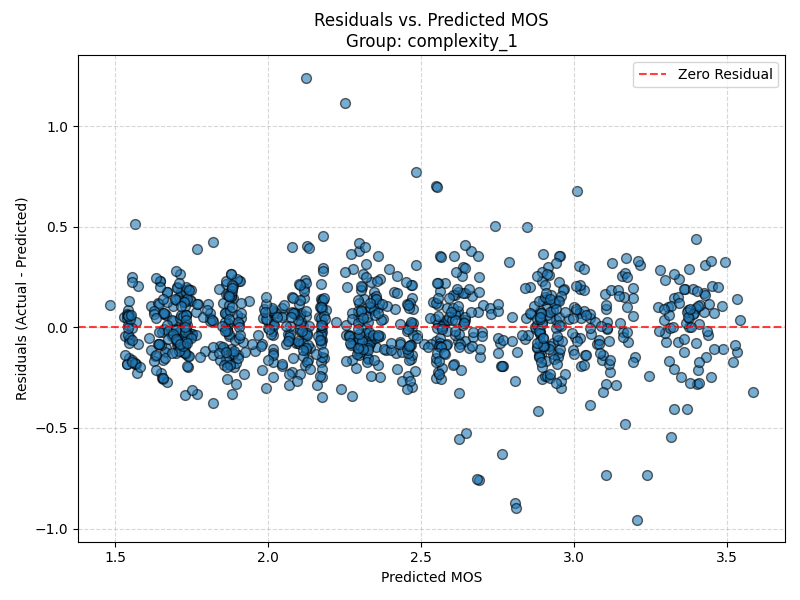 Residuals vs. Predicted MOS
Group: complexity_1
Zero Residual
1.0
0.5
0.0
−0.5
−1.0
Residuals (Actual - Predicted)
1.5 2.0 2.5 3.0 3.5
Predicted MOS